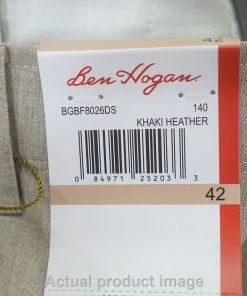 42
Ben Hogan.
BGBF8026DS 140
KHAKI HEATHER
0 84971 25203 3
42
Actual product image